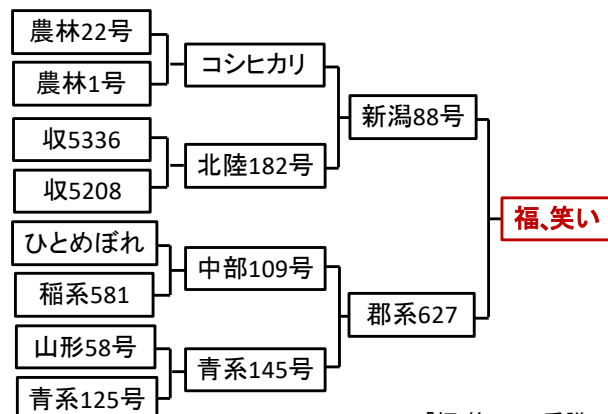 農林22号
農林1号
コシヒカリ
収5336
収5208
北陸182号
新潟88号
ひとめぼれ
稲系581
中部109号
山形58号
青系125号
青系145号
郡系627
福、笑い